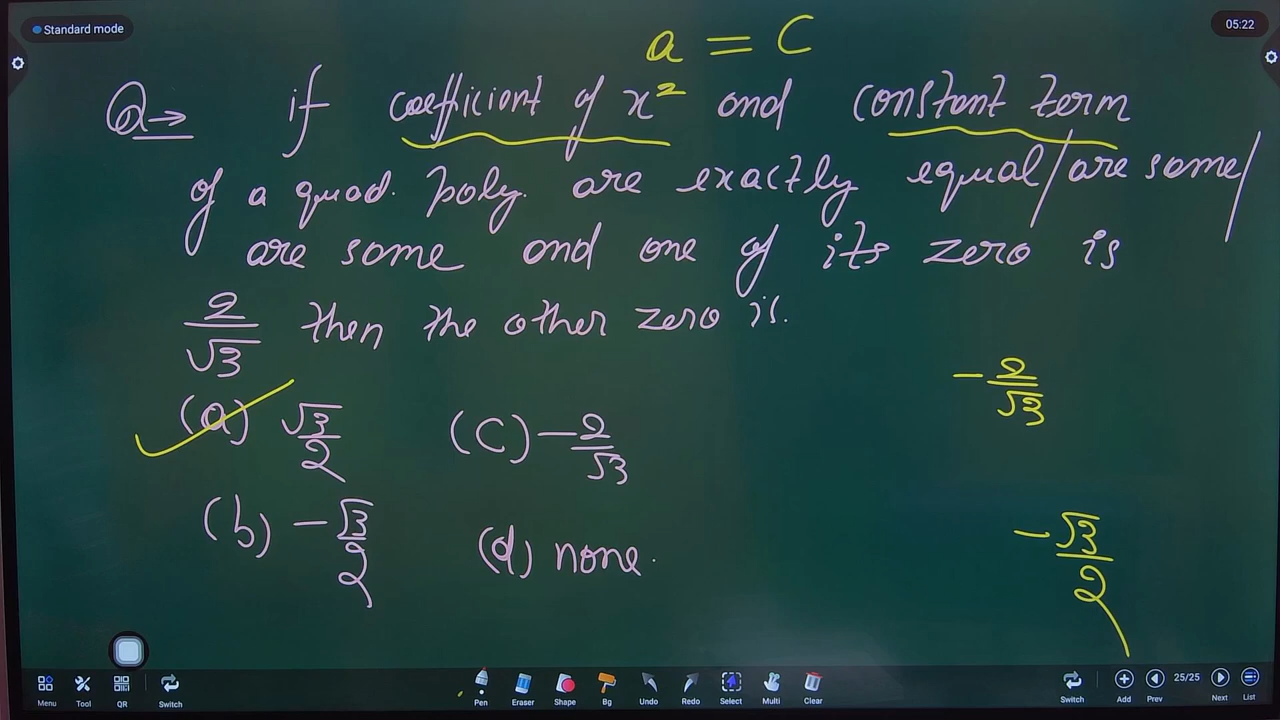 Standard mode
05:22
a = C
Q→ if coefficient of x² and constant term
of a quad. poly. are exactly equal/are same/
are same and one of its zero is
2/√3 then the other zero is.
-2/√3
(a) √3/2 (C) -2/√3
(b) -√3/2 (d) none.
-√3/2
Menu Tool QR Switch Pen Eraser Shape Bg Undo Redo Select Multi Clear Switch Add Prev 25/25 Next List